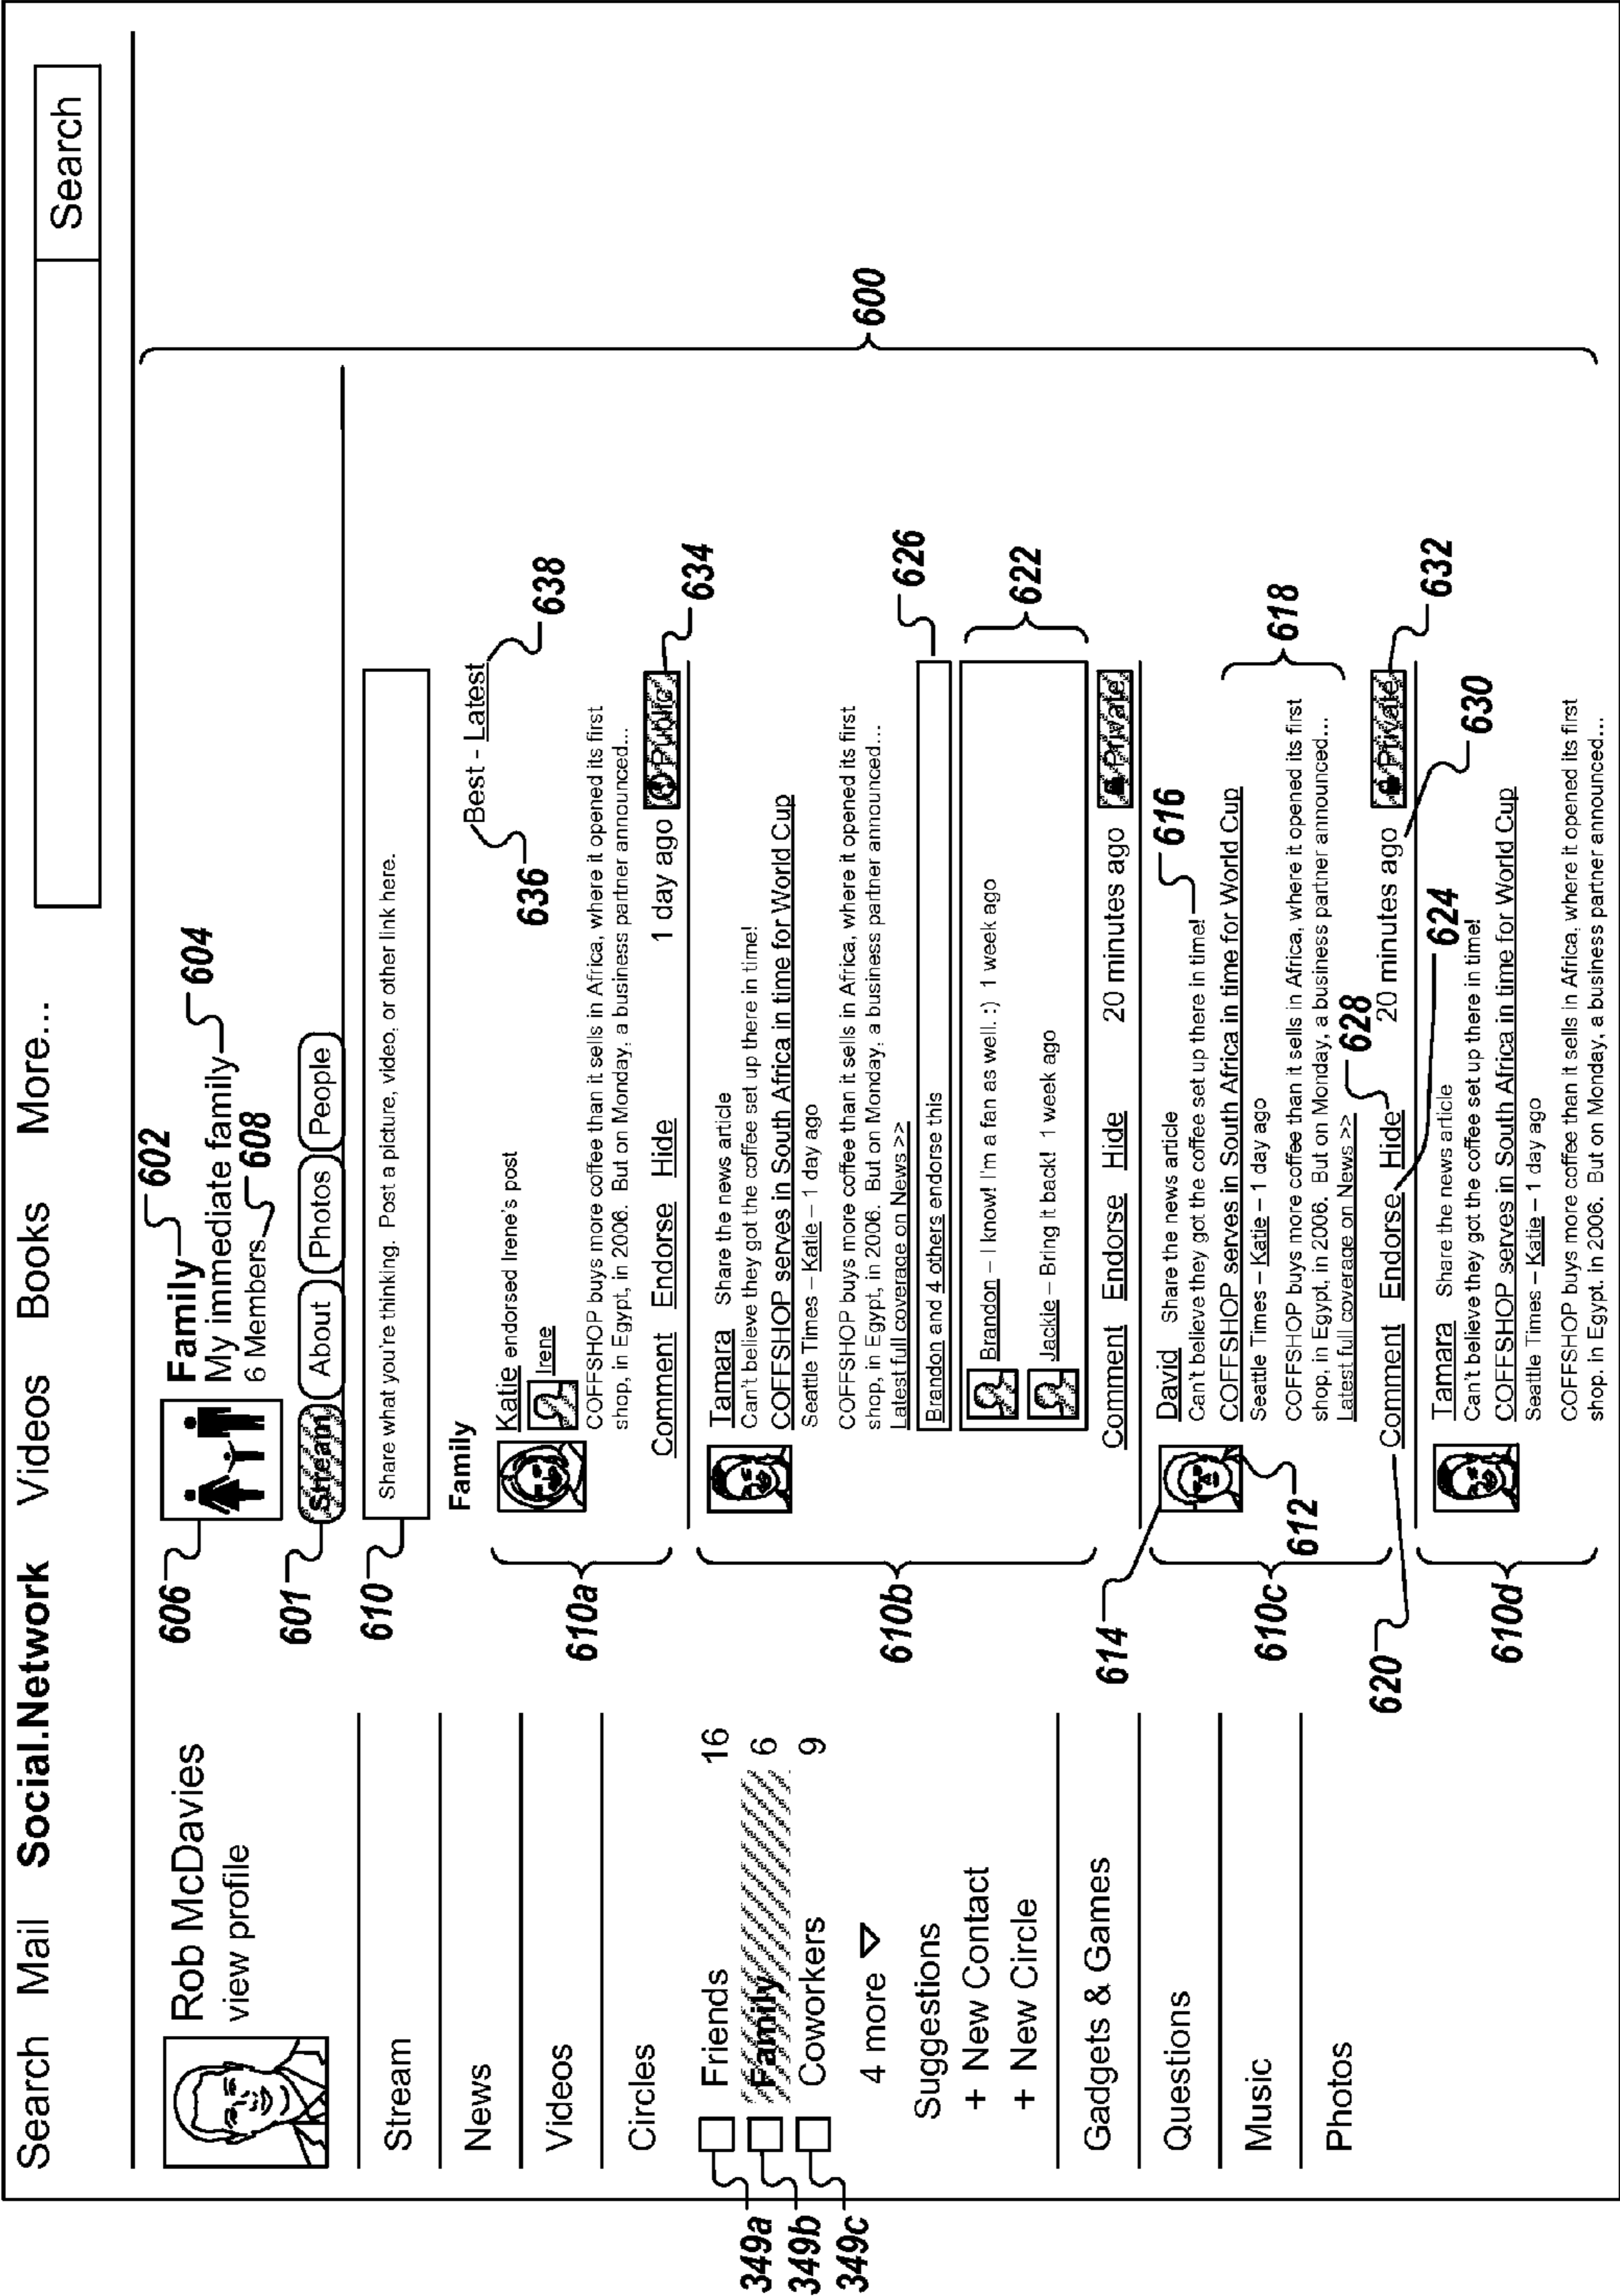 Search Mail Social.Network Videos Books More...
Search
Rob McDavies
view profile
Stream
News
Videos
Circles
Friends 16
Family 6
Coworkers 9
4 more
Suggestions
+ New Contact
+ New Circle
Gadgets & Games
Questions
Music
Photos
349a
349b
349c
606
602
Family
My immediate family
604
6 Members
608
601
Stream About Photos People
610
Share what you're thinking. Post a picture, video, or other link here.
Family
Best - Latest
636
638
610a
Katie endorsed Irene's post
Irene
COFFSHOP buys more coffee than it sells in Africa, where it opened its first
shop, in Egypt, in 2006. But on Monday, a business partner announced...
Comment Endorse Hide 1 day ago Public
634
610b
Tamara Share the news article
Can't believe they got the coffee set up there in time!
COFFSHOP serves in South Africa in time for World Cup
Seattle Times – Katie – 1 day ago
COFFSHOP buys more coffee than it sells in Africa, where it opened its first
shop, in Egypt, in 2006. But on Monday, a business partner announced...
Latest full coverage on News >>
Brandon and 4 others endorse this
626
Brandon – I know! I'm a fan as well. :) 1 week ago
Jackie – Bring it back! 1 week ago
622
Comment Endorse Hide 20 minutes ago Private
614
610c
612
David Share the news article
Can't believe they got the coffee set up there in time!
616
COFFSHOP serves in South Africa in time for World Cup
Seattle Times – Katie – 1 day ago
COFFSHOP buys more coffee than it sells in Africa, where it opened its first
shop, in Egypt, in 2006. But on Monday, a business partner announced...
618
Latest full coverage on News >>
628
620
Comment Endorse Hide 20 minutes ago Private
632
624
630
610d
Tamara Share the news article
Can't believe they got the coffee set up there in time!
COFFSHOP serves in South Africa in time for World Cup
Seattle Times – Katie – 1 day ago
COFFSHOP buys more coffee than it sells in Africa, where it opened its first
shop, in Egypt, in 2006. But on Monday, a business partner announced...
600